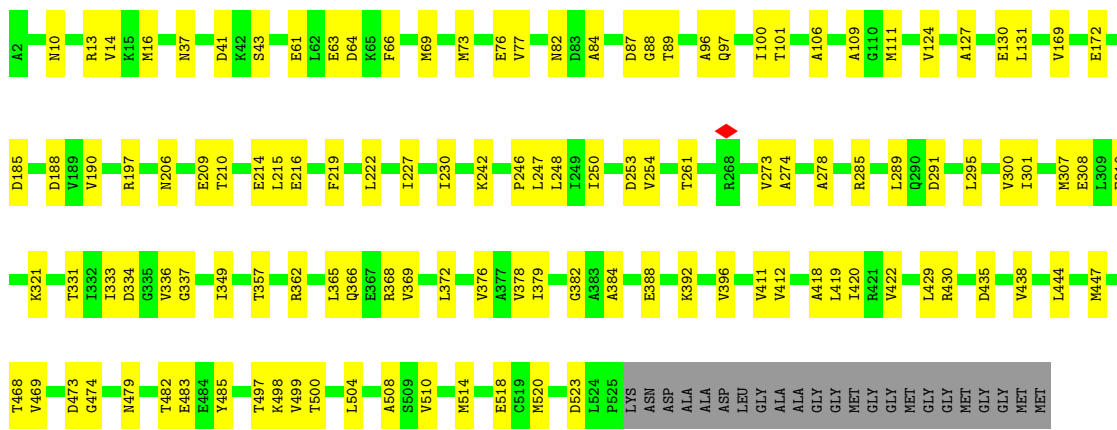 A2 N10 R13 V14 K15 M16 N37 D41 K42 S43 E61 L62 E63 D64 K65 F66 M69 M73 E76 V77 N82 D83 A84 D87 G88 T89 A96 Q97 I100 T101 A106 A109 G110 M111 V124 A127 E130 L131 V169 E172
D185 D188 V189 V190 R197 N206 E209 T210 E214 L215 E216 F219 L222 I227 I230 K242 P246 L247 L248 I249 I250 D253 V254 T261 R268 V273 A274 A278 R285 L289 Q290 D291 L295 V300 I301 M307 E308 L309
K321 T331 I332 I333 D334 G335 V336 G337 I349 T357 R362 L365 Q366 E367 R368 V369 L372 V376 A377 V378 I379 G382 A383 A384 E388 K392 V396 V411 V412 A418 L419 I420 R421 V422 L429 R430 D435 V438 L444 M447
T468 V469 D473 G474 N479 T482 E483 E484 Y485 T497 K498 V499 T500 L504 A508 S509 V510 M514 E518 C519 M520 D523 L524 P525 LYS ASN ASP ALA ALA ASP LEU GLY ALA ALA GLY GLY MET GLY GLY MET GLY GLY MET GLY GLY MET MET